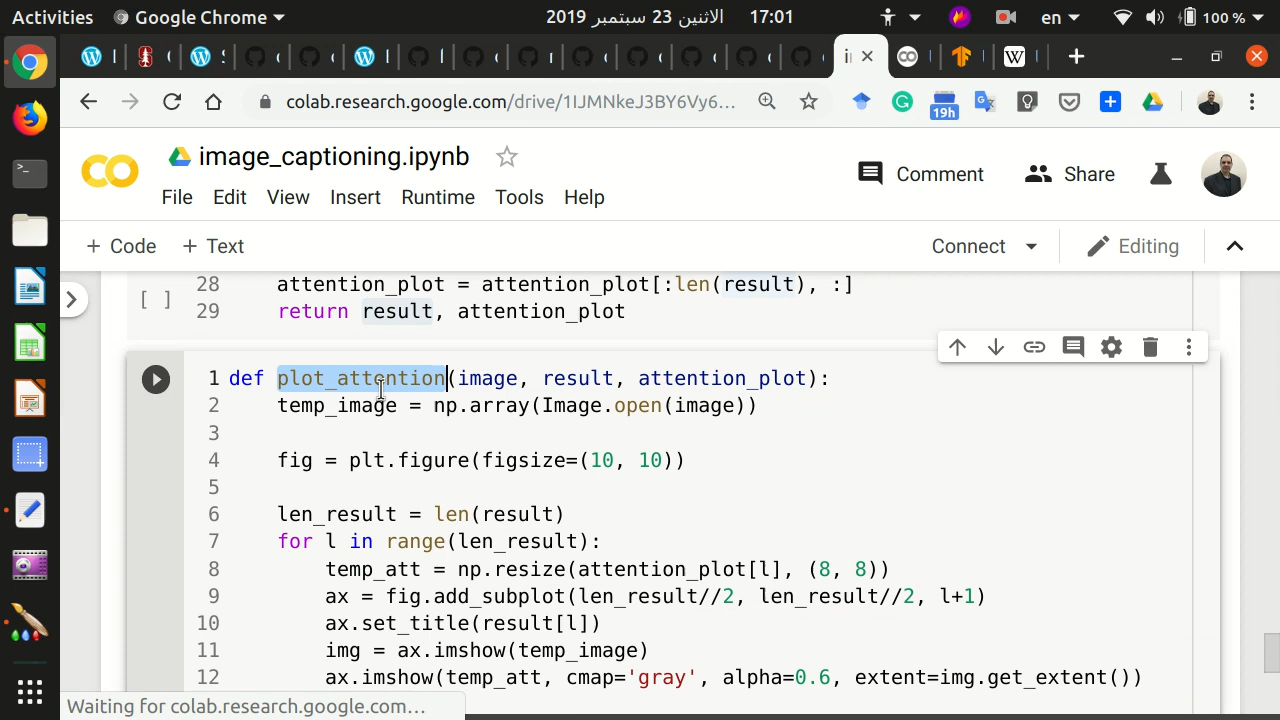 Activities Google Chrome الاثنين 23 سبتمبر 2019 17:01 en 100 %
colab.research.google.com/drive/1IJMNkeJ3BY6Vy6... 19h
image_captioning.ipynb
Comment Share
File Edit View Insert Runtime Tools Help
+ Code + Text Connect Editing
28 attention_plot = attention_plot[:len(result), :]
[ ] 29 return result, attention_plot
1 def plot_attention(image, result, attention_plot):
2 temp_image = np.array(Image.open(image))
3
4 fig = plt.figure(figsize=(10, 10))
5
6 len_result = len(result)
7 for l in range(len_result):
8 temp_att = np.resize(attention_plot[l], (8, 8))
9 ax = fig.add_subplot(len_result//2, len_result//2, l+1)
10 ax.set_title(result[l])
11 img = ax.imshow(temp_image)
12 ax.imshow(temp_att, cmap='gray', alpha=0.6, extent=img.get_extent())
Waiting for colab.research.google.com...